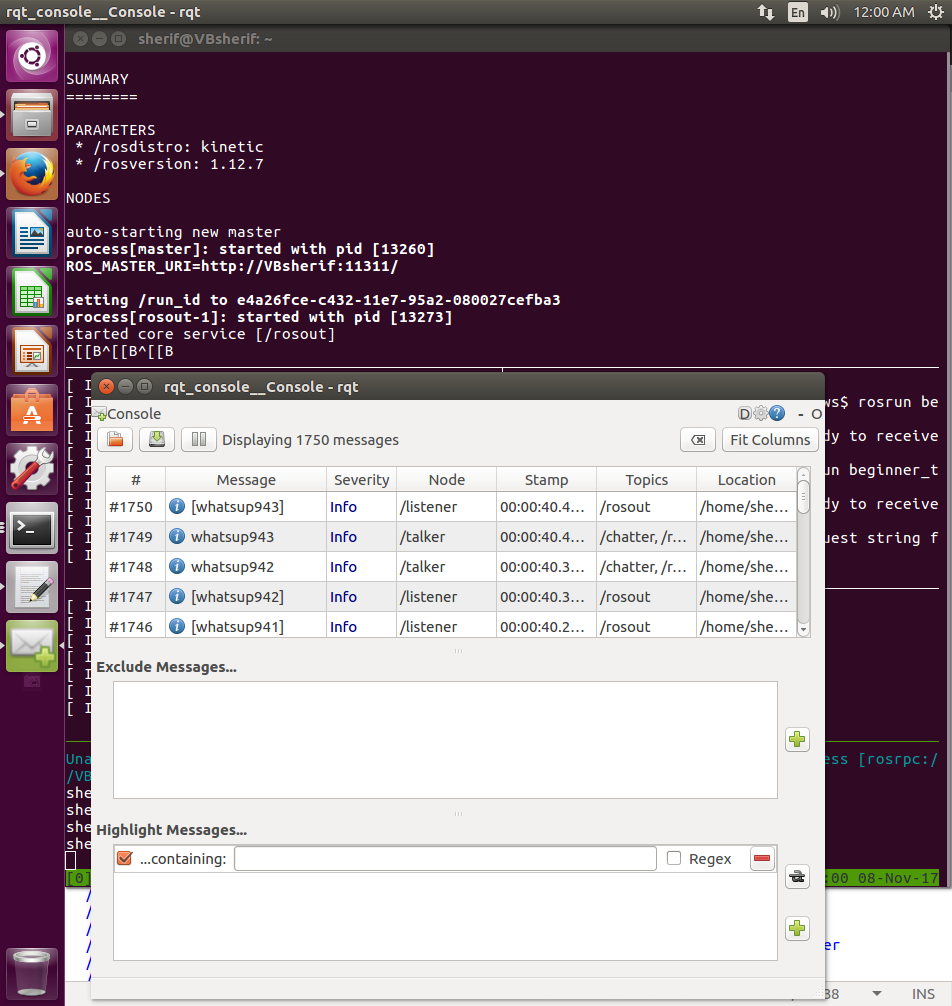 rqt_console__Console - rqt
En
12:00 AM
sherif@VBsherif: ~
SUMMARY
========
PARAMETERS
* /rosdistro: kinetic
* /rosversion: 1.12.7
NODES
auto-starting new master
process[master]: started with pid [13260]
ROS_MASTER_URI=http://VBsherif:11311/
setting /run_id to e4a26fce-c432-11e7-95a2-080027cefba3
process[rosout-1]: started with pid [13273]
started core service [/rosout]
^[[B^[[B^[[B
rqt_console__Console - rqt
[ I
Console
D
?
- O
[ I
ws$ rosrun be
Displaying 1750 messages
Fit Columns
[ I
dy to receive
[ I
[ I
un beginner_t
# Message Severity Node Stamp Topics Location
[ I
dy to receive
#1750 [whatsup943] Info /listener 00:00:40.4... /rosout /home/she...
[ I
uest string f
#1749 whatsup943 Info /talker 00:00:40.4... /chatter, /r... /home/she...
[ I
#1748 whatsup942 Info /talker 00:00:40.3... /chatter, /r... /home/she...
#1747 [whatsup942] Info /listener 00:00:40.3... /rosout /home/she...
[ I
#1746 [whatsup941] Info /listener 00:00:40.2... /rosout /home/she...
[ I
[ I
[ I
Exclude Messages...
[ I
[ I
[ I
Una
ess [rosrpc:/
/VB
she
she
she
Highlight Messages...
she
...containing:
Regex
[0]
:00 08-Nov-17
/
/
/
/
er
/
38
INS